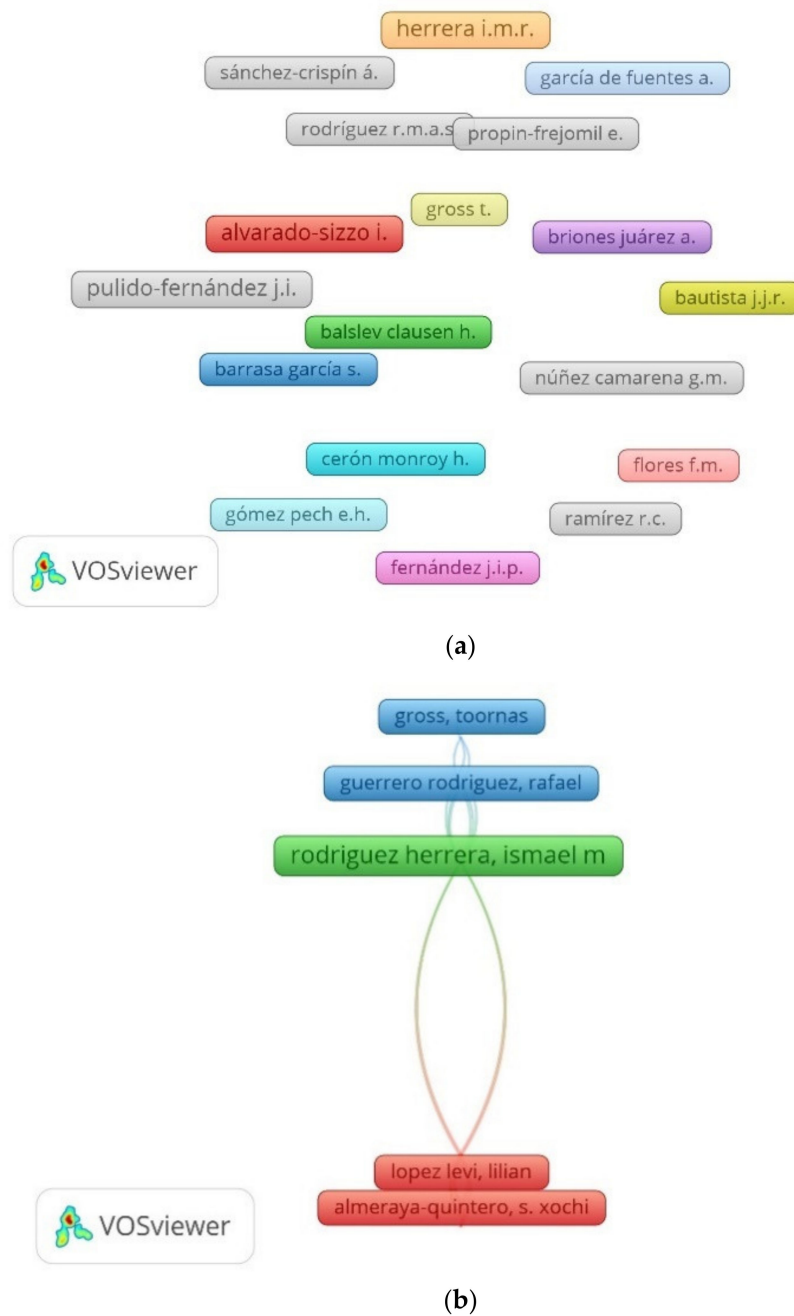 herrera i.m.r.
sánchez-crispín á.
garcía de fuentes a.
rodríguez r.m.a.s
propin-frejomil e.
gross t.
alvarado-sizzo i.
briones juárez a.
pulido-fernández j.i.
bautista j.j.r.
balslev clausen h.
barrasa garcía s.
núñez camarena g.m.
cerón monroy h.
flores f.m.
gómez pech e.h.
ramírez r.c.
fernández j.i.p.
VOSviewer
(a)
gross, toornas
guerrero rodriguez, rafael
rodriguez herrera, ismael m
lopez levi, lilian
almeraya-quintero, s. xochi
VOSviewer
(b)